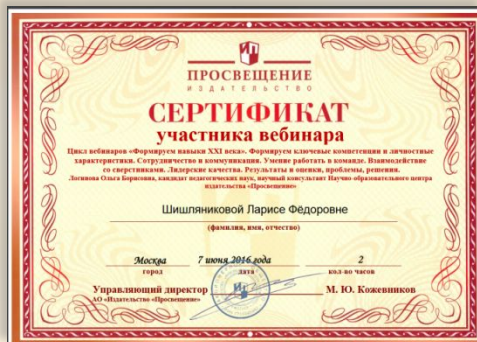 ПРОСВЕЩЕНИЕ
ИЗДАТЕЛЬСТВО
СЕРТИФИКАТ
участника вебинара
Цикл вебинаров «Формируем навыки XXI века». Формируем ключевые компетенции и личностные
характеристики. Сотрудничество и коммуникация. Умение работать в команде. Взаимодействие
со сверстниками. Лидерские качества. Результаты и оценки, проблемы, решения.
Логинова Ольга Борисовна, кандидат педагогических наук, научный консультант Научно-образовательного центра
издательства «Просвещение»
Шишляниковой Ларисе Фёдоровне
(фамилия, имя, отчество)
Москва 7 июня 2016 года 2
город дата кол-во часов
Управляющий директор М. Ю. Кожевников
АО «Издательство «Просвещение»